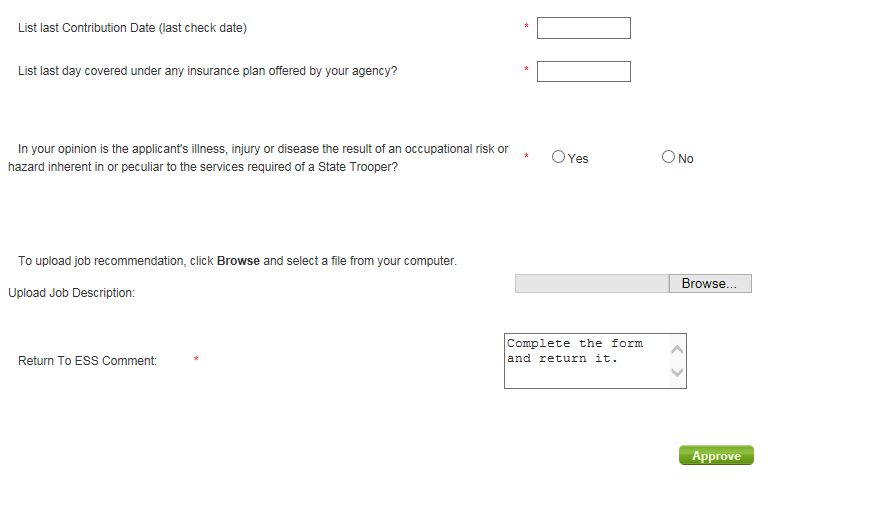 List last Contribution Date (last check date) *
List last day covered under any insurance plan offered by your agency? *
In your opinion is the applicant's illness, injury or disease the result of an occupational risk or
hazard inherent in or peculiar to the services required of a State Trooper? * Yes No
To upload job recommendation, click Browse and select a file from your computer.
Browse...
Upload Job Description:
Complete the form
and return it.
Return To ESS Comment: *
Approve